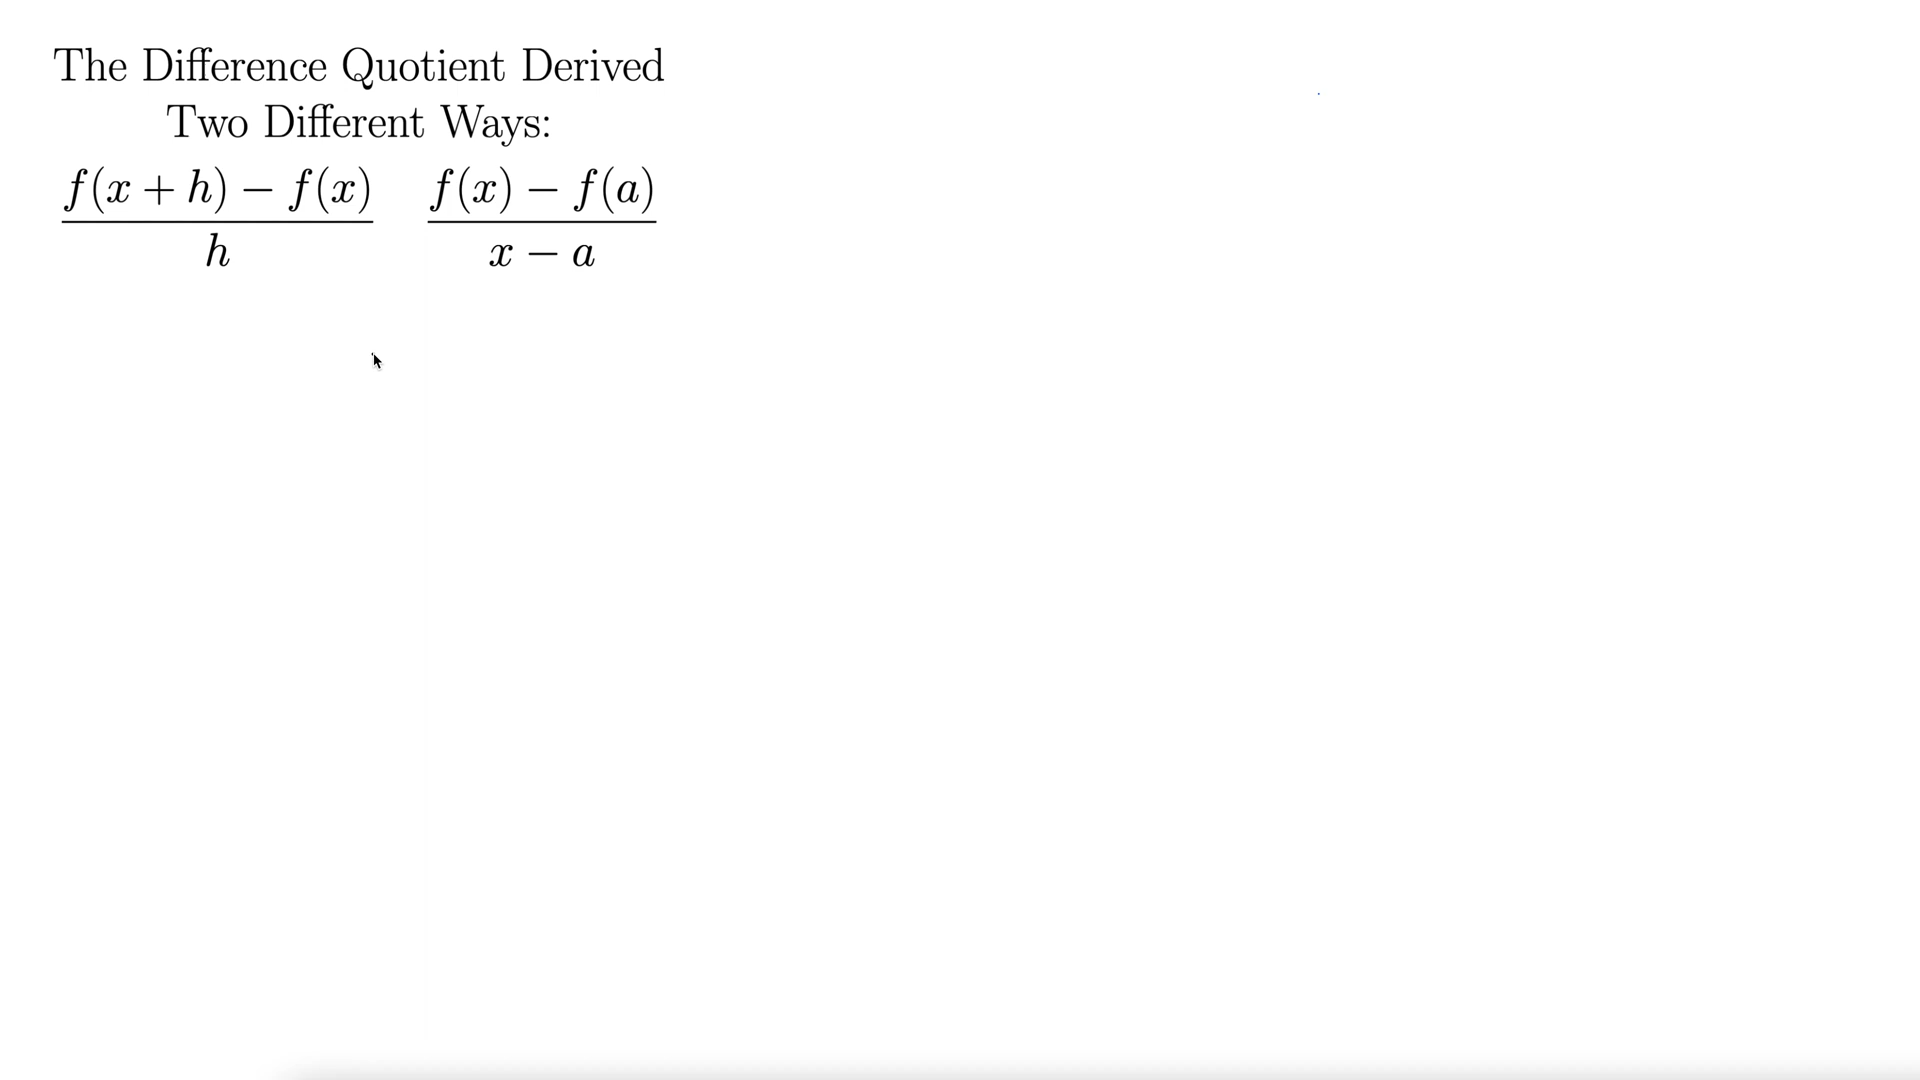 The Difference Quotient Derived
Two Different Ways:
f(x + h) − f(x)   f(x) − f(a)
h   x − a